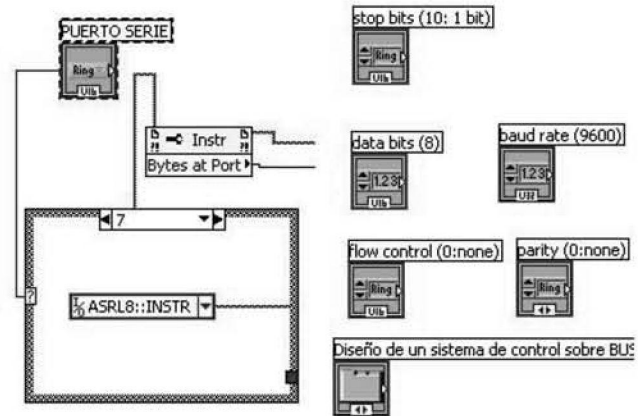 PUERTO SERIE
Ring
U16
Instr
Bytes at Port
7
?
ASRL8::INSTR
stop bits (10: 1 bit)
Ring
U16
data bits (8)
1.23
U16
baud rate (9600)
1.23
U32
flow control (0:none)
Ring
U16
parity (0:none)
Ring
Diseño de un sistema de control sobre BUS